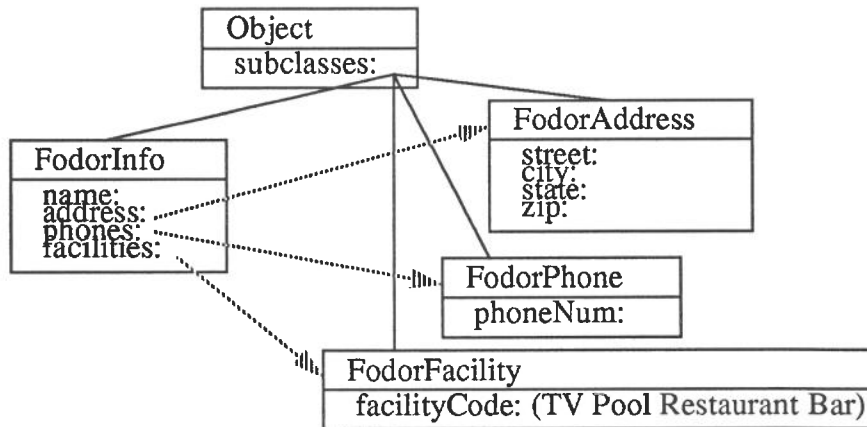 Object
subclasses:
FodorInfo
name:
address:
phones:
facilities:
FodorAddress
street:
city:
state:
zip:
FodorPhone
phoneNum:
FodorFacility
facilityCode: (TV Pool Restaurant Bar)